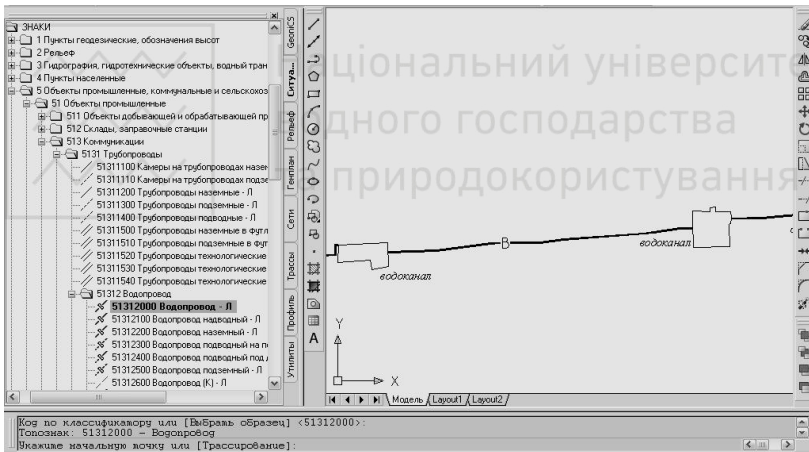 ЗНАКИ
1 Пункты геодезические, обозначения высот
2 Рельеф
3 Гидрография, гидротехнические объекты, водный тран
4 Пункты населенные
5 Объекты промышленные, коммунальные и сельскохоз
51 Объекты промышленные
511 Объекты добывающей и обрабатывающей пр
512 Склады, заправочные станции
513 Коммуникации
5131 Трубопроводы
51311100 Камеры на трубопроводах назем
51311110 Камеры на трубопроводах подзе
51311200 Трубопроводы наземные - Л
51311300 Трубопроводы подземные - Л
51311400 Трубопроводы подводные - Л
51311500 Трубопроводы наземные в футл
51311510 Трубопроводы подземные в фут
51311520 Трубопроводы технологические
51311530 Трубопроводы технологические
51311540 Трубопроводы технологические
51312 Водопровод
51312000 Водопровод - Л
51312100 Водопровод надводный - Л
51312200 Водопровод наземный - Л
51312300 Водопровод подводный на по
51312400 Водопровод подводный под д
51312500 Водопровод подземный - Л
51312600 Водопровод (К) - Л
GeoniCS
Ситуа...
Рельеф
Генплан
Сети
Трассы
Профиль
Утилиты
A
Національний університе
водного господарства
та природокористування
В
водоканал
водоканал
Y
X
Модель Layout1 Layout2
Код по классификатору или [Выбрать образец] <51312000>:
Топознак: 51312000 - Водопровод
Укажите начальную точку или [Трассирование]: